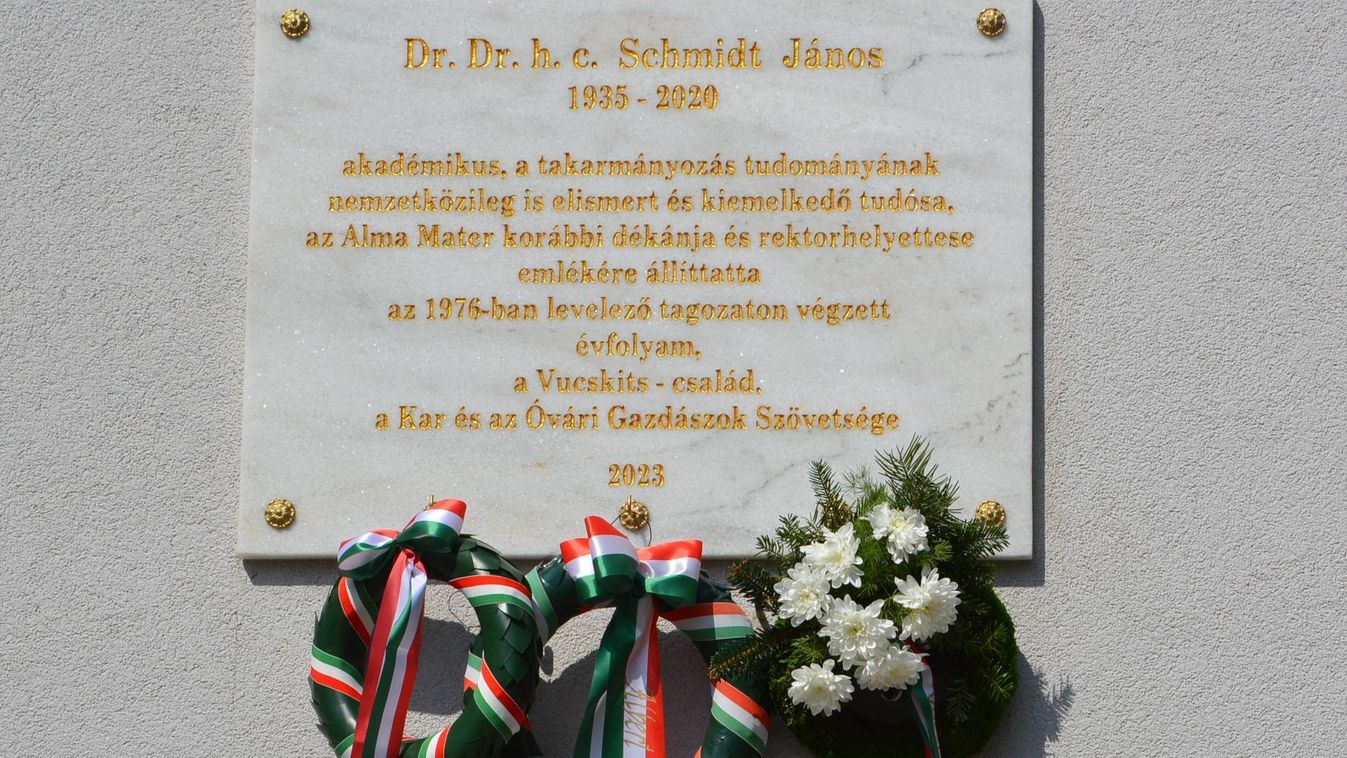 Dr. Dr. h. c. Schmidt János
1935 - 2020
akadémikus, a takarmányozás tudományának
nemzetközileg is elismert és kiemelkedő tudósa,
az Alma Mater korábbi dékánja és rektorhelyettese
emlékére állíttatta
az 1976-ban levelező tagozaton végzett
évfolyam,
a Vucskits - család,
a Kar és az Óvári Gazdászok Szövetsége
2023